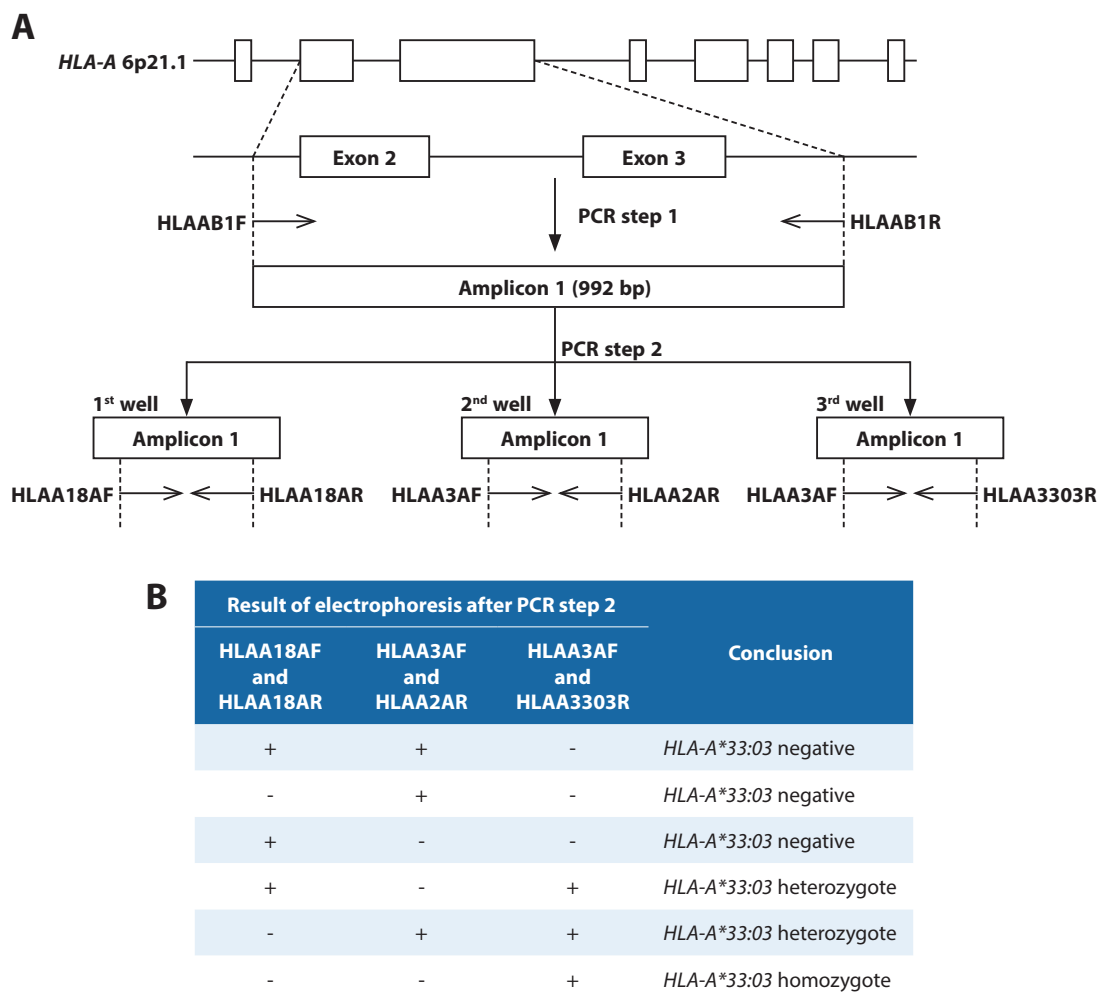 A
HLA-A 6p21.1
Exon 2 Exon 3
HLAAB1F PCR step 1 HLAAB1R
Amplicon 1 (992 bp)
PCR step 2
1st well 2nd well 3rd well
Amplicon 1 Amplicon 1 Amplicon 1
HLAA18AF HLAA18AR HLAA3AF HLAA2AR HLAA3AF HLAA3303R
B
Result of electrophoresis after PCR step 2
HLAA18AF and HLAA18AR HLAA3AF and HLAA2AR HLAA3AF and HLAA3303R Conclusion
+ + - HLA-A*33:03 negative
- + - HLA-A*33:03 negative
+ - - HLA-A*33:03 negative
+ - + HLA-A*33:03 heterozygote
- + + HLA-A*33:03 heterozygote
- - + HLA-A*33:03 homozygote